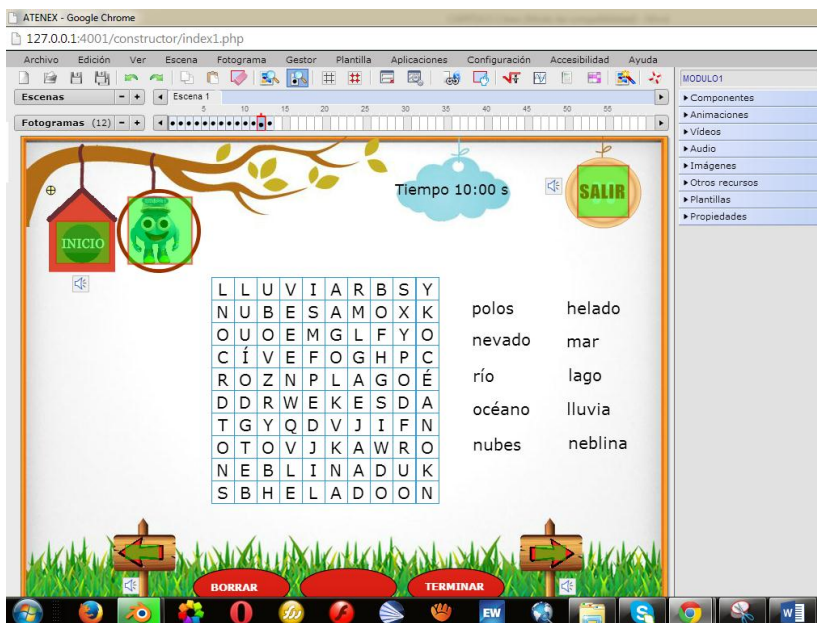 ATENEX - Google Chrome
127.0.0.1:4001/constructor/index1.php
Archivo Edición Ver Escena Fotograma Gestor Plantilla Aplicaciones Configuración Accesibilidad Ayuda
Escenas - + Escena 1
5 10 15 20 25 30 35 40 45 50 55
Fotogramas (12) - +
MODULO1
Componentes
Animaciones
Vídeos
Audio
Imágenes
Otros recursos
Plantillas
Propiedades
Tiempo 10:00 s
SALIR
INICIO
L L U V I A R B S Y
N U B E S A M O X K
O U O E M G L F Y O
C Í V E F O G H P C
R O Z N P L A G O É
D D R W E K E S D A
T G Y Q D V J I F N
O T O V J K A W R O
N E B L I N A D U K
S B H E L A D O O N
polos helado
nevado mar
río lago
océano lluvia
nubes neblina
BORRAR TERMINAR
EW